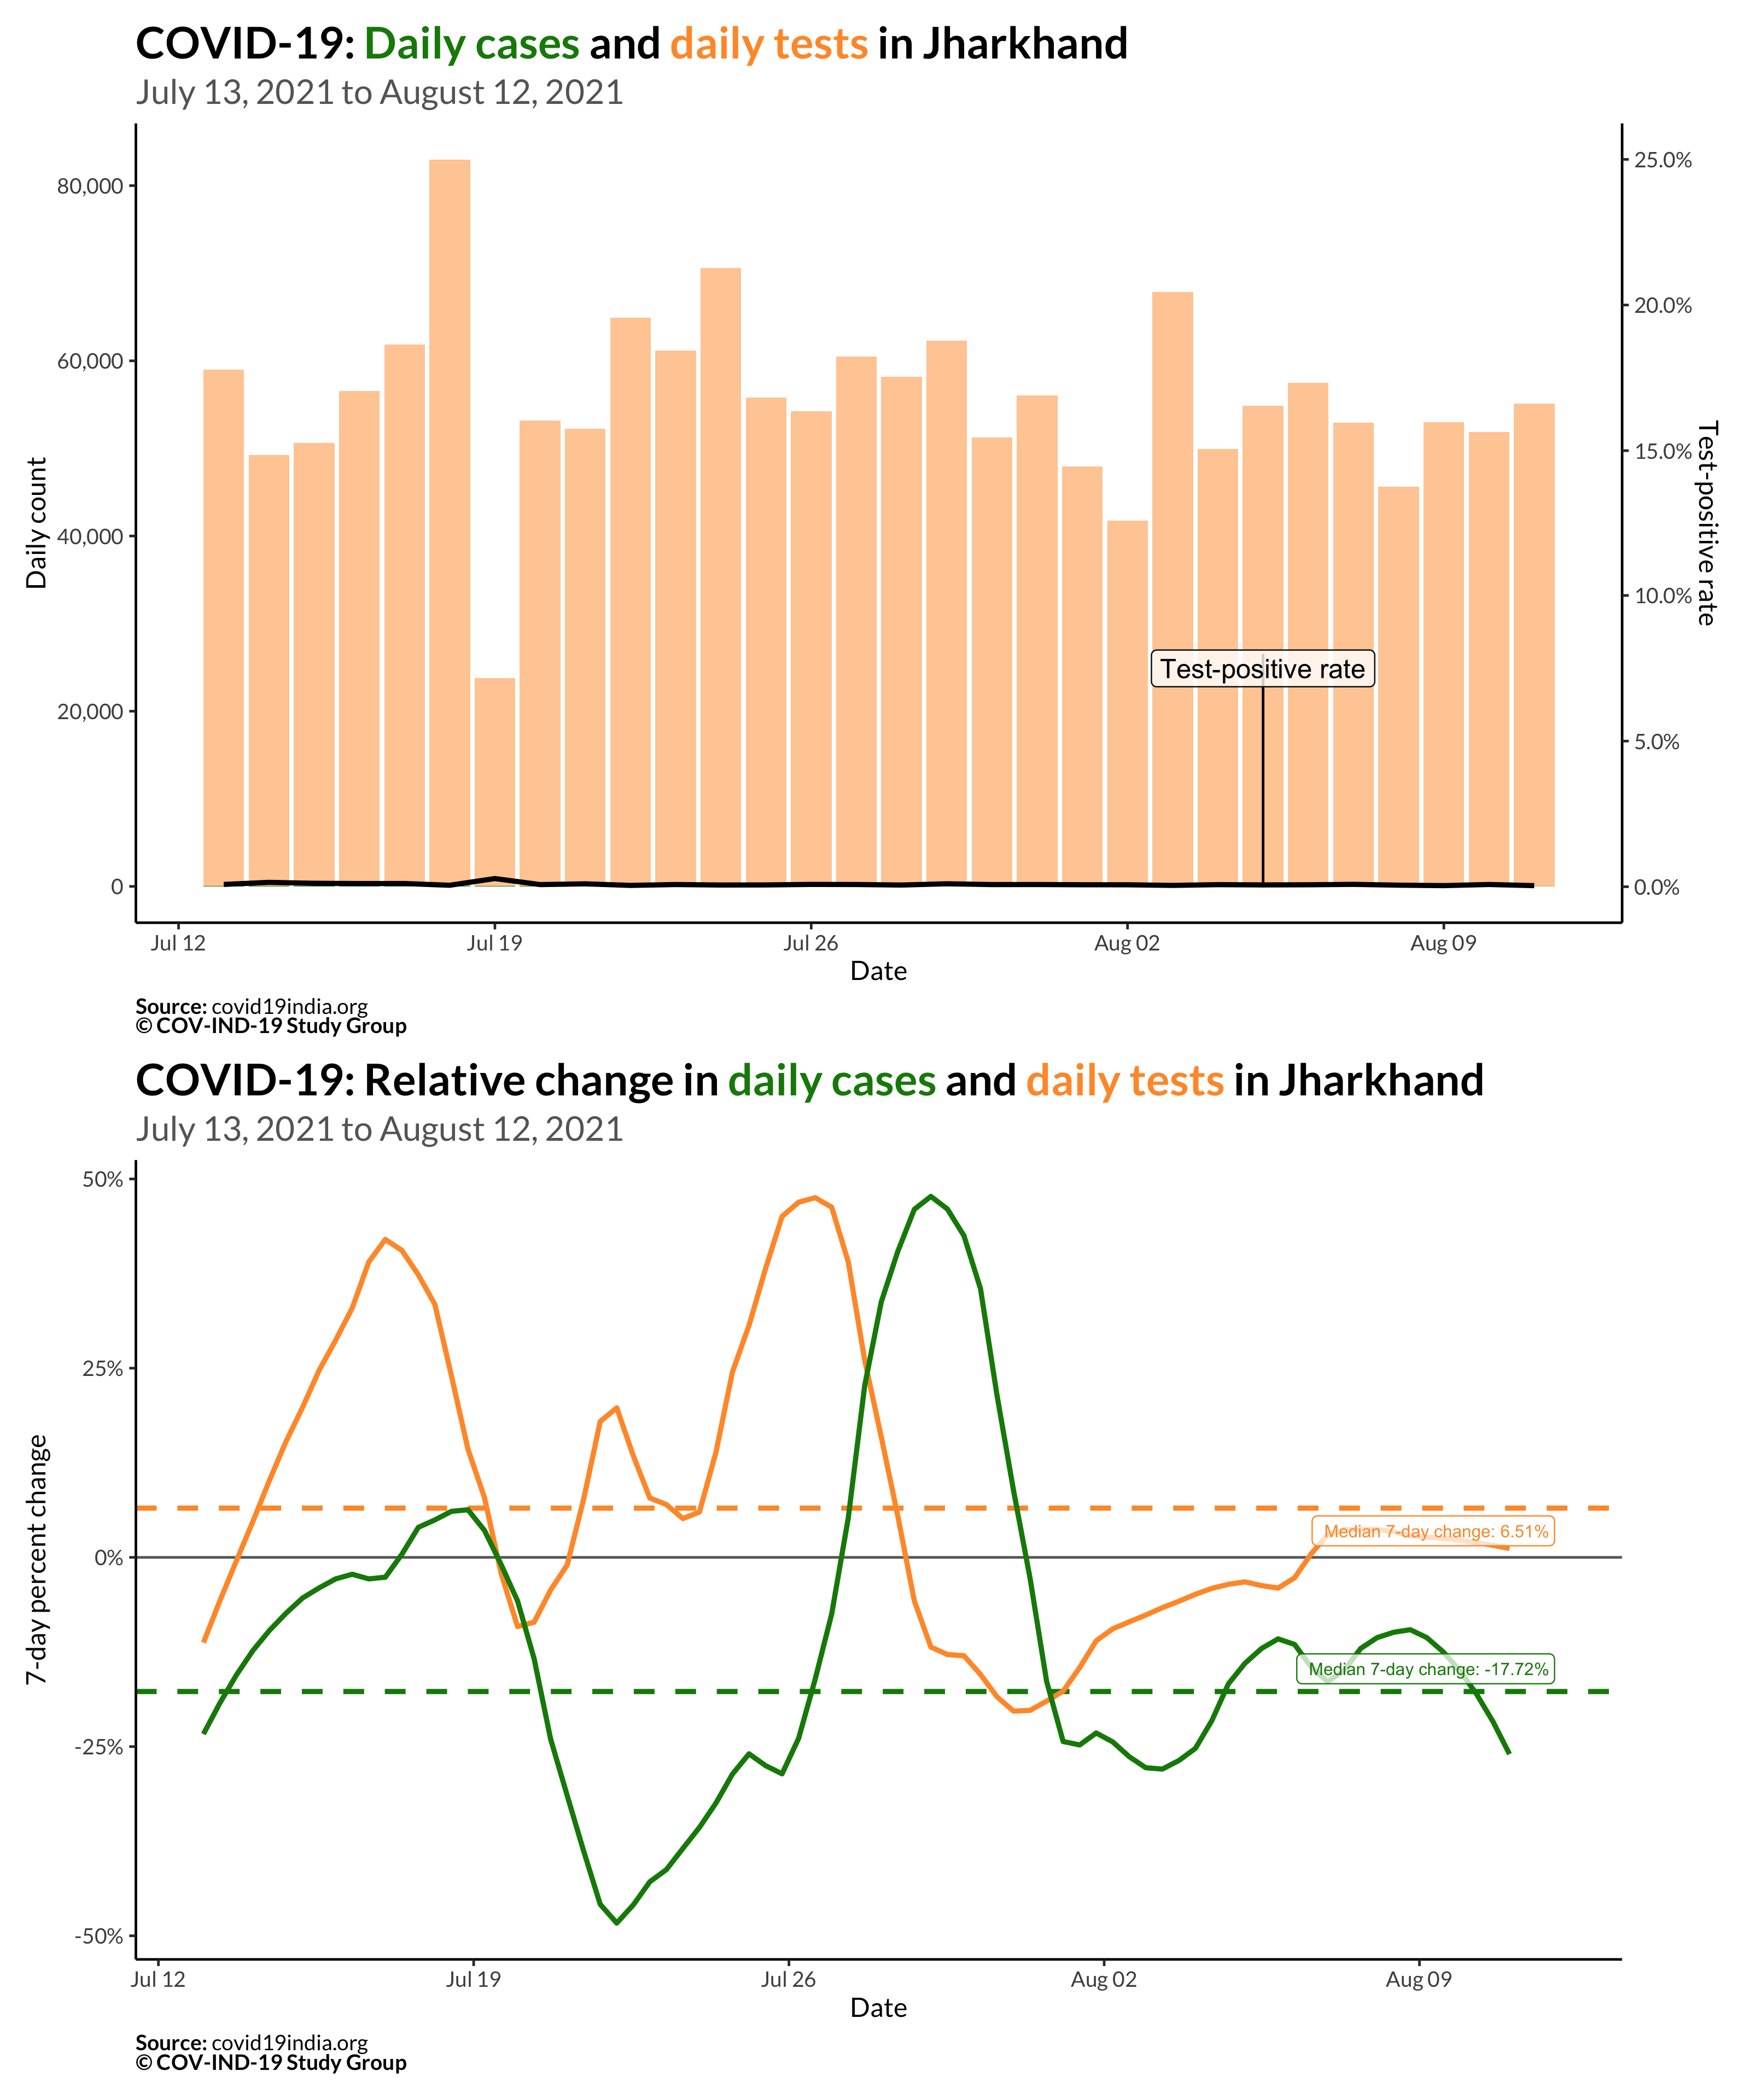 COVID-19: Daily cases and daily tests in Jharkhand
July 13, 2021 to August 12, 2021
Daily count
80,000
60,000
40,000
20,000
0
25.0%
20.0%
15.0%
10.0%
5.0%
0.0%
Test-positive rate
Test-positive rate
Jul 12
Jul 19
Jul 26
Aug 02
Aug 09
Date
Source: covid19india.org
© COV-IND-19 Study Group
COVID-19: Relative change in daily cases and daily tests in Jharkhand
July 13, 2021 to August 12, 2021
7-day percent change
50%
25%
0%
-25%
-50%
Median 7-day change: 6.51%
Median 7-day change: -17.72%
Jul 12
Jul 19
Jul 26
Aug 02
Aug 09
Date
Source: covid19india.org
© COV-IND-19 Study Group